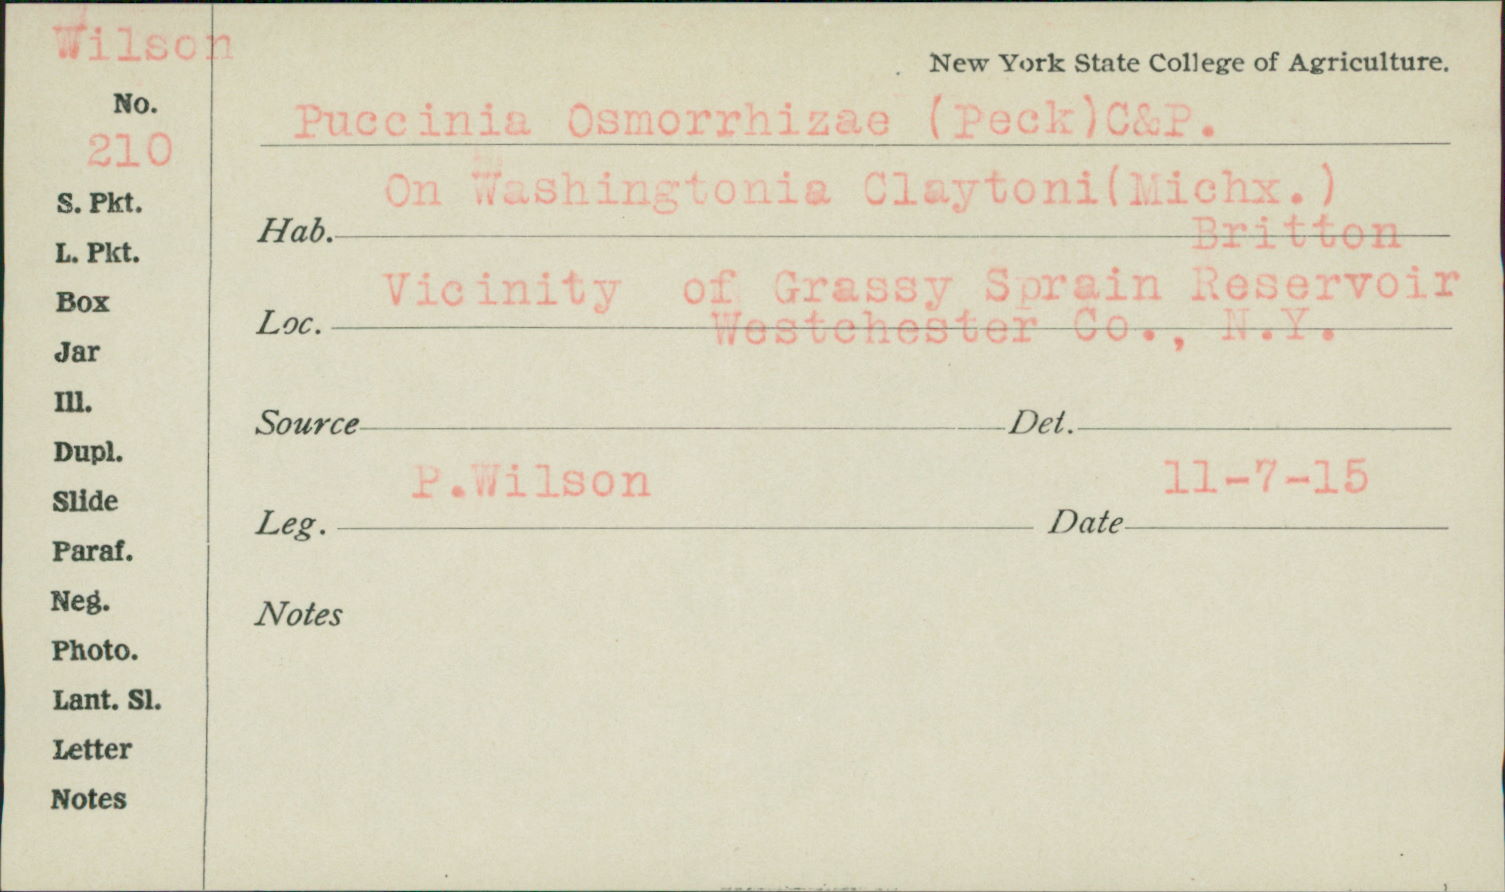 Wilson
New York State College of Agriculture.
No.
210
Puccinia Osmorrhizae (Peck)C&P.
On Washingtonia Claytoni(Michx.)
Hab.
Britton
Vicinity of Grassy Sprain Reservoir
Loc.
Westchester Co., N.Y.
Source Det.
P.Wilson 11-7-15
Leg. Date
Notes
S. Pkt.
L. Pkt.
Box
Jar
Ill.
Dupl.
Slide
Paraf.
Neg.
Photo.
Lant. Sl.
Letter
Notes